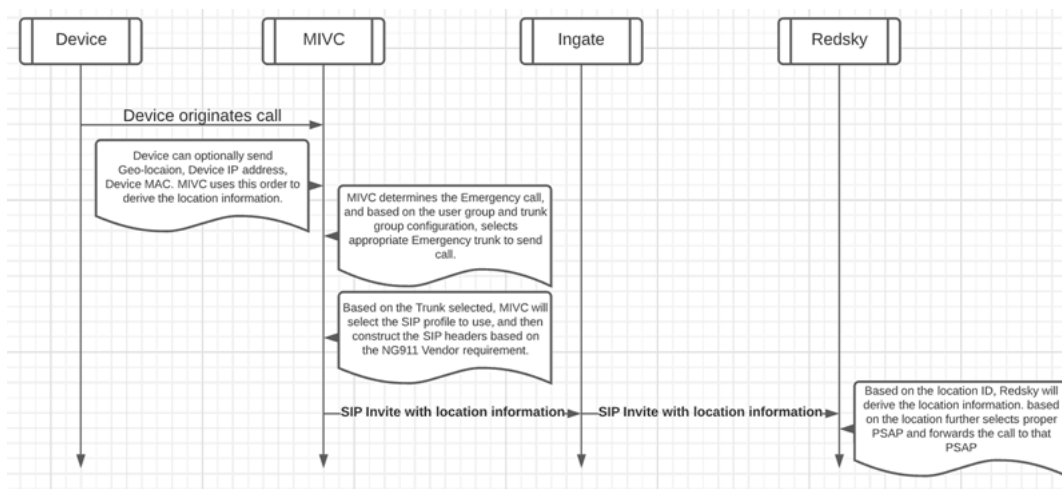 Device
MIVC
Ingate
Redsky
Device originates call
Device can optionally send
Geo-locaion, Device IP address,
Device MAC. MIVC uses this order to
derive the location information.
MIVC determines the Emergency call,
and based on the user group and trunk
group configuration, selects
appropriate Emergency trunk to send
call.
Based on the Trunk selected, MIVC will
select the SIP profile to use, and then
construct the SIP headers based on
the NG911 Vendor requirement.
SIP Invite with location information
SIP Invite with location information
Based on the location ID, Redsky will
derive the location information. based
on the location further selects proper
PSAP and forwards the call to that
PSAP